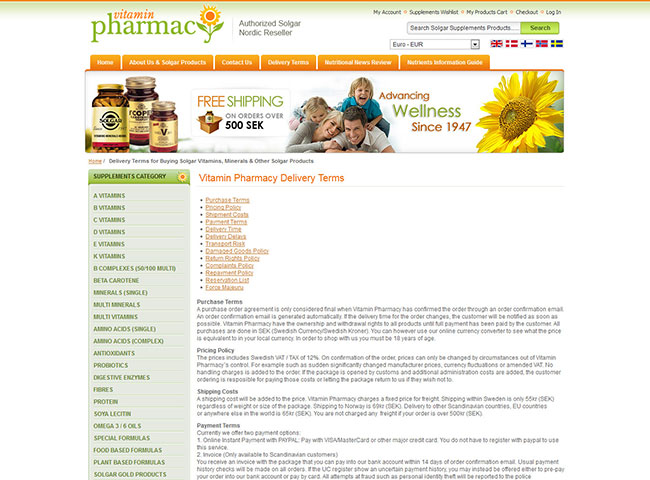 vitamin
pharmacy
Authorized Solgar
Nordic Reseller
My Account Supplements Wishlist My Products Cart Checkout Log In
Search Solgar Supplements Products..... Search
Euro - EUR
Home About Us & Solgar Products Contact Us Delivery Terms Nutritional News Review Nutrients Information Guide
SOLGAR
FREE SHIPPING
ON ORDERS OVER
500 SEK
Advancing
Wellness
Since 1947
Home / Delivery Terms for Buying Solgar Vitamins, Minerals & Other Solgar Products
SUPPLEMENTS CATEGORY
A VITAMINS
B VITAMINS
C VITAMINS
D VITAMINS
E VITAMINS
K VITAMINS
B COMPLEXES (50/100 MULTI)
BETA CAROTENE
MINERALS (SINGLE)
MULTI MINERALS
MULTI VITAMINS
AMINO ACIDS (SINGLE)
AMINO ACIDS (COMPLEX)
ANTIOXIDANTS
PROBIOTICS
DIGESTIVE ENZYMES
FIBRES
PROTEIN
SOYA LECITIN
OMEGA 3 / 6 OILS
SPECIAL FORMULAS
FOOD BASED FORMULAS
PLANT BASED FORMULAS
SOLGAR GOLD PRODUCTS
Vitamin Pharmacy Delivery Terms
Purchase Terms
Pricing Policy
Shipment Costs
Payment Terms
Delivery Time
Delivery Delays
Transport Risk
Damaged Goods Policy
Return Rights Policy
Complaints Policy
Repayment Policy
Reservation List
Force Majeuru
Purchase Terms
A purchase order agreement is only considered final when Vitamin Pharmacy has confirmed the order through an order confirmation email.
An order confirmation email is generated automatically. If the delivery time for the order changes, the customer will be notified as soon as
possible. Vitamin Pharmacy have the ownership and withdrawal rights to all products until full payment has been paid by the customer. All
purchases are done in SEK (Swedish Currency/Swedish Kroner). You can however use our online currency converter to see what the price
is equivalent to in your local currency. In order to shop with us you must be 18 years of age.
Pricing Policy
The prices includes Swedish VAT / TAX of 12%. On confirmation of the order, prices can only be changed by circumstances out of Vitamin
Pharmacy's control. For example such as sudden significantly changed manufacturer prices, currency fluctuations or amended VAT. No
handling charges is added to the order. If the package is opened by customs and additional administration costs are added, the customer
ordering is resposible for paying those costs or letting the package return to us if they wish not to.
Shipping Costs
A shipping cost will be added to the price. Vitamin Pharmacy charges a fixed price for freight. Shipping within Sweden is only 55kr (SEK)
regardless of weight or size of the package. Shipping to Norway is 69kr (SEK). Delivery to other Scandinavian countries, EU countries
or anywhere else in the world is 65kr (SEK). You are not charged any freight if your order is over 500kr (SEK).
Payment Terms
Currently we offer two payment options:
1. Online Instant Payment with PAYPAL: Pay with VISA/MasterCard or other major credit card. You do not have to register with paypal to use
this service.
2. Invoice (Only available to Scandinavian customers)
You receive an invoice with the package that you can pay into our bank account within 14 days of order confirmation email. Usual payment
history checks will be made on all orders. If the UC register show an uncertain payment history, you may instead be offered either to pre-pay
your order into our bank account or pay by card. All attempts at fraud such as personal identity theft will be reported to the police